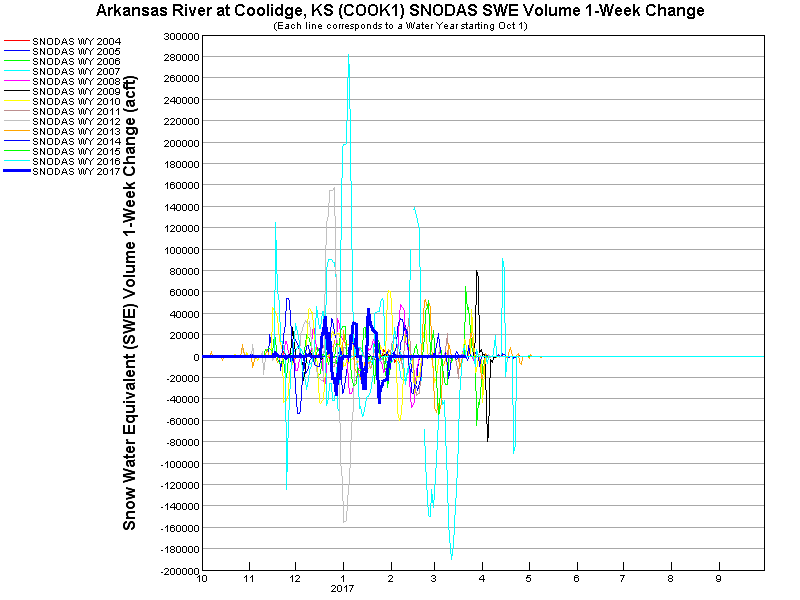 Arkansas River at Coolidge, KS (COOK1) SNODAS SWE Volume 1-Week Change
(Each line corresponds to a Water Year starting Oct 1)
SNODAS WY 2004
SNODAS WY 2005
SNODAS WY 2006
SNODAS WY 2007
SNODAS WY 2008
SNODAS WY 2009
SNODAS WY 2010
SNODAS WY 2011
SNODAS WY 2012
SNODAS WY 2013
SNODAS WY 2014
SNODAS WY 2015
SNODAS WY 2016
SNODAS WY 2017
Snow Water Equivalent (SWE) Volume 1-Week Change (acft)
300000
280000
260000
240000
220000
200000
180000
160000
140000
120000
100000
80000
60000
40000
20000
0
-20000
-40000
-60000
-80000
-100000
-120000
-140000
-160000
-180000
-200000
10 11 12 1 2 3 4 5 6 7 8 9
2017